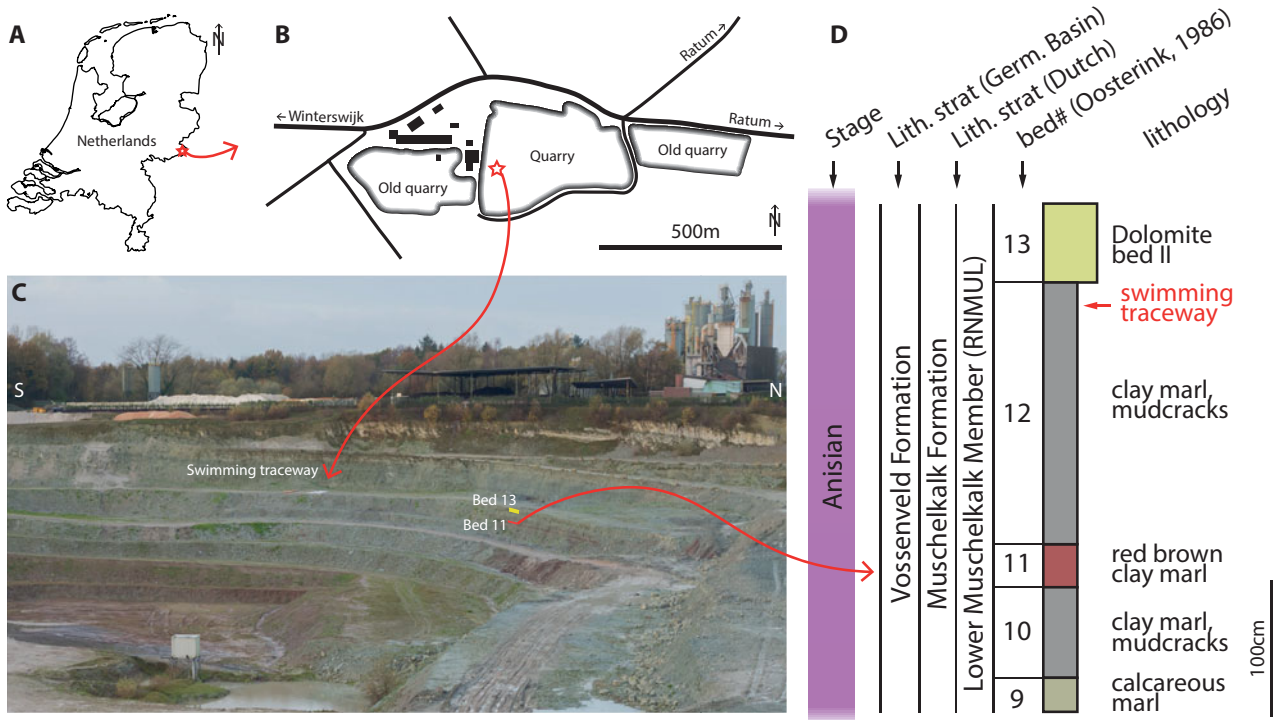 A
N
Netherlands
B
← Winterswijk
Ratum →
Ratum →
Quarry
Old quarry
Old quarry
N
500m
C
S
N
Swimming traceway
Bed 13
Bed 11
D
Stage
Lith. strat (Germ. Basin)
Lith. strat (Dutch)
bed# (Oosterink, 1986)
lithology
Anisian
Vossenveld Formation
Muschelkalk Formation
Lower Muschelkalk Member (RNMUL)
13
Dolomite
bed II
swimming
traceway
12
clay marl,
mudcracks
11
red brown
clay marl
10
clay marl,
mudcracks
9
calcareous
marl
100cm